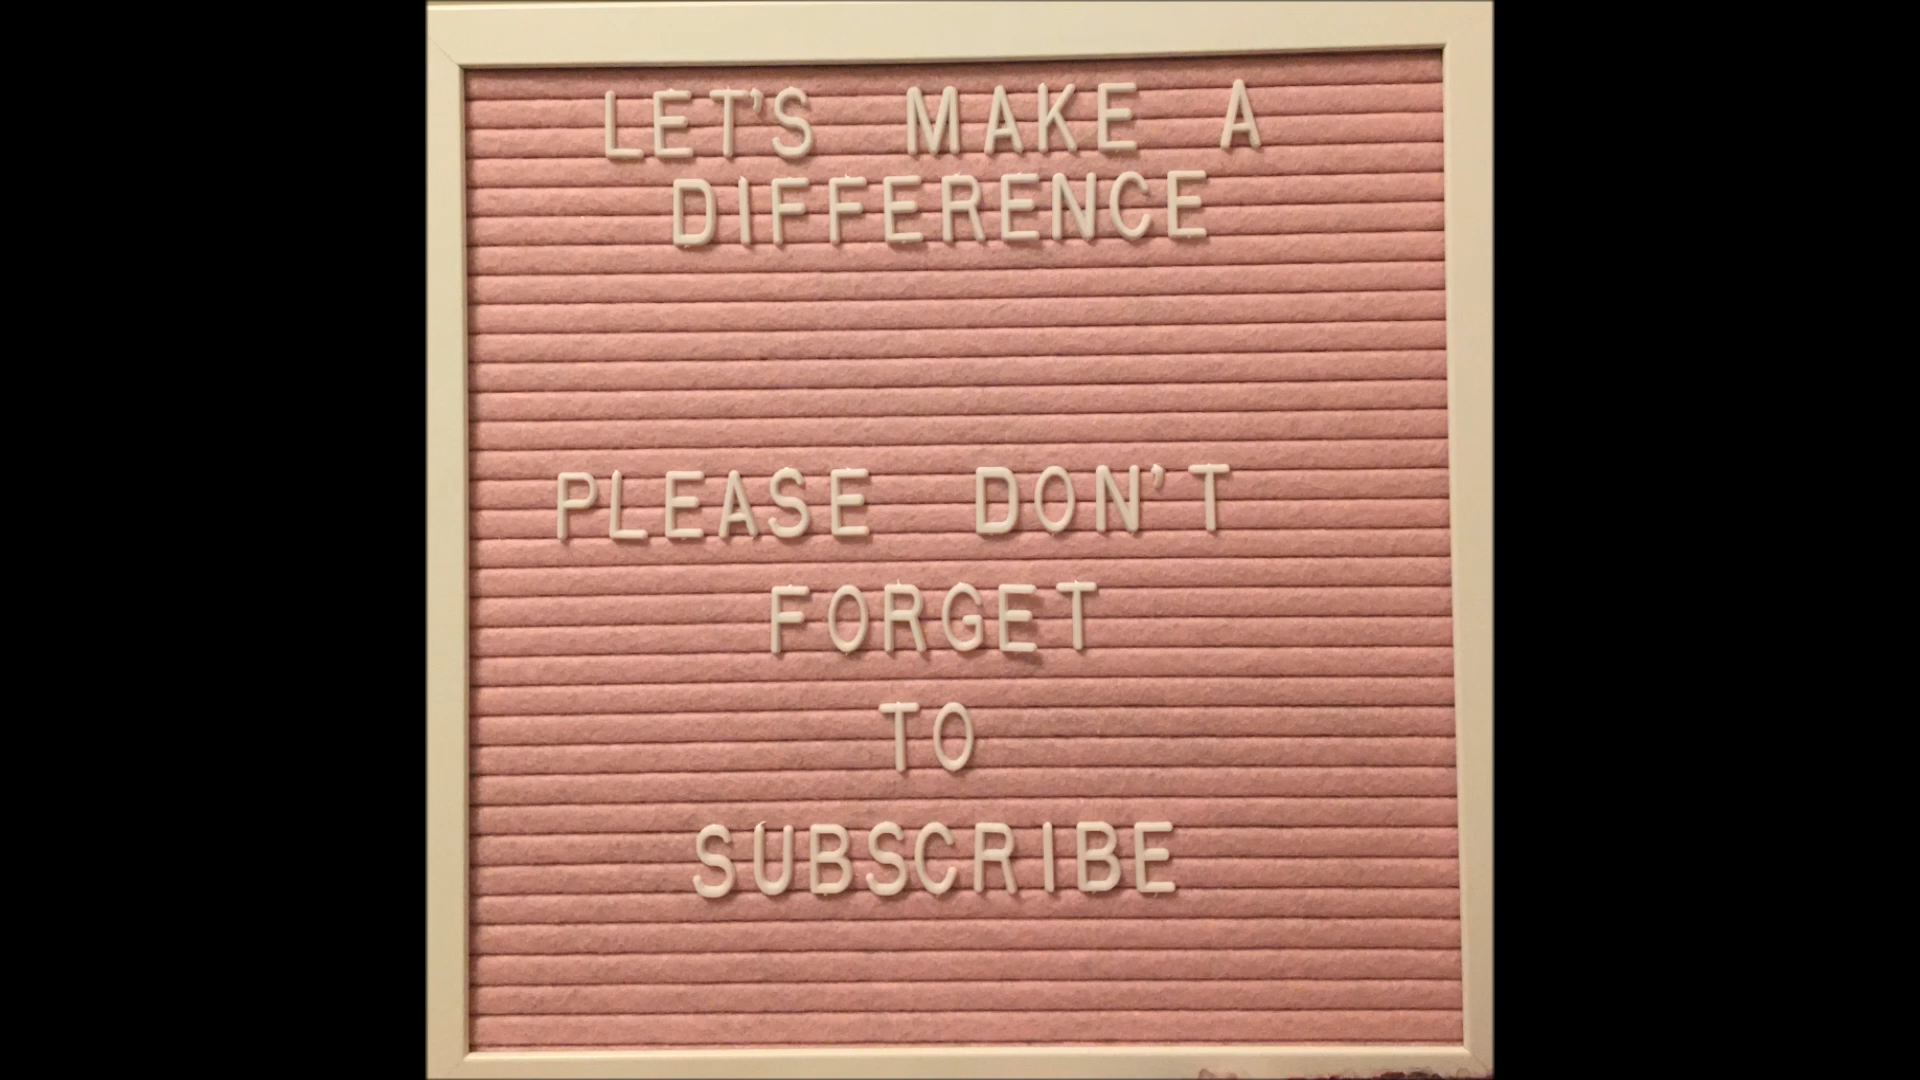 LET'S MAKE A
DIFFERENCE
PLEASE DON'T
FORGET
TO
SUBSCRIBE